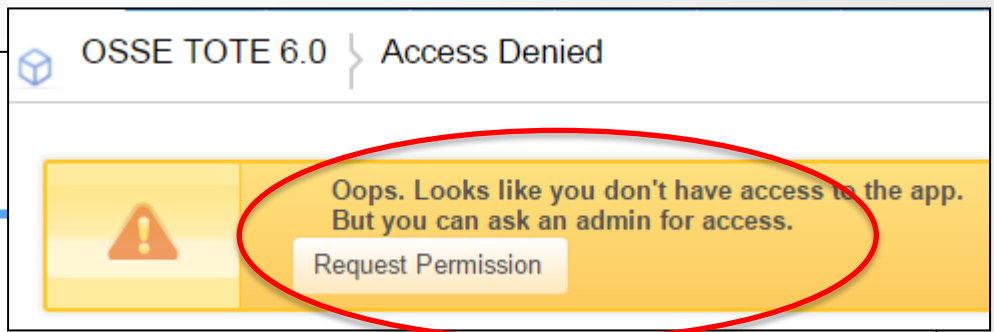 OSSE TOTE 6.0 Access Denied
Oops. Looks like you don't have access to the app.
But you can ask an admin for access.
Request Permission